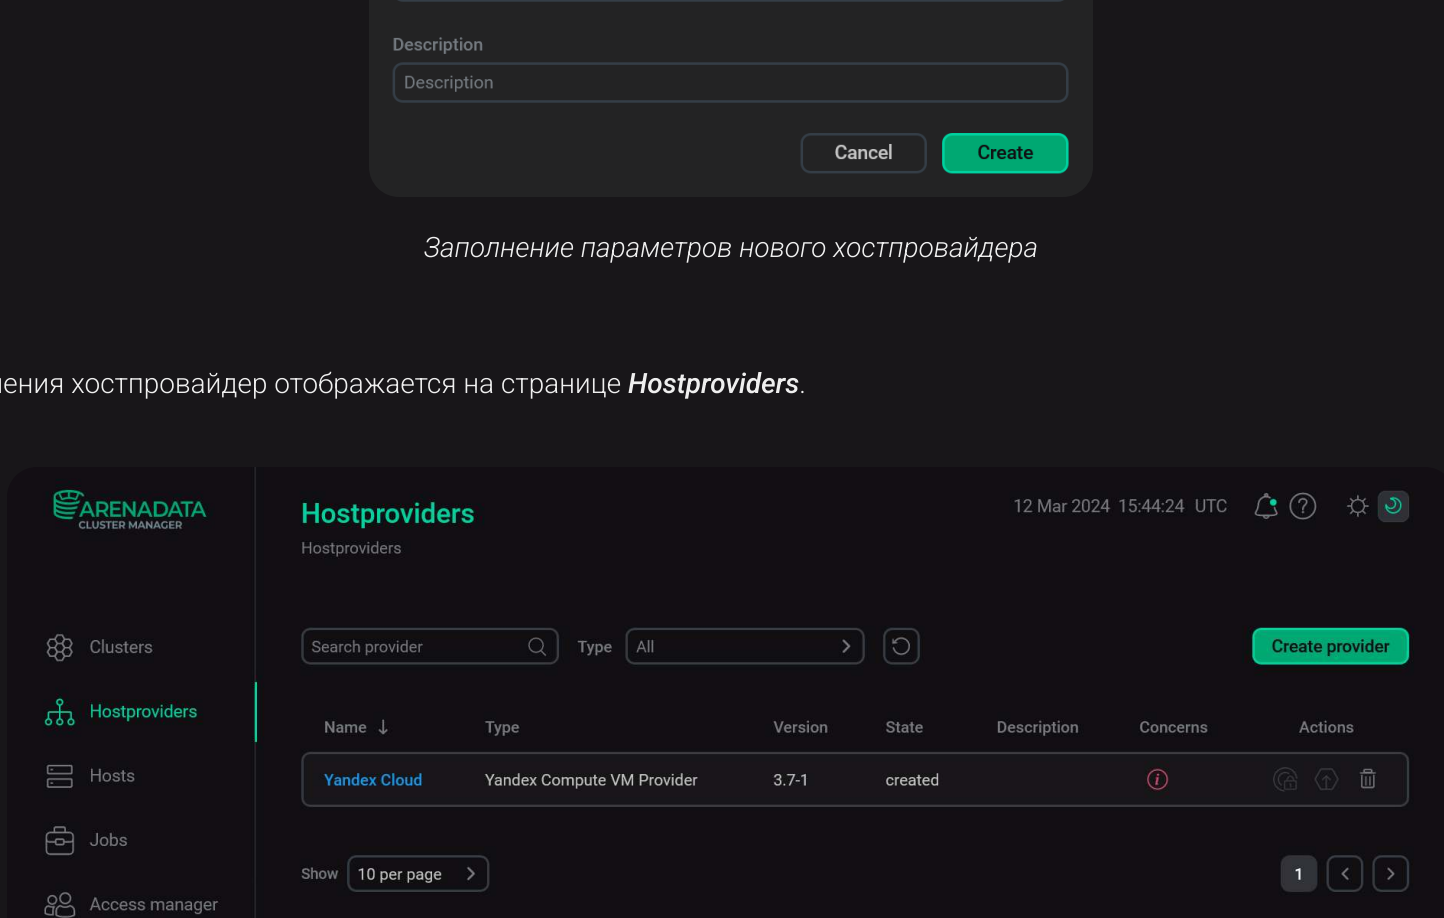 Description
Description
Cancel Create
Заполнение параметров нового хостпровайдера
хостпровайдер отображается на странице Hostproviders.
ARENADATA
CLUSTER MANAGER
Hostproviders
Hostproviders
12 Mar 2024 15:44:24 UTC
Clusters
Hostproviders
Hosts
Jobs
Access manager
Search provider Type All Create provider
Name Type Version State Description Concerns Actions
Yandex Cloud Yandex Compute VM Provider 3.7-1 created
Show 10 per page 1